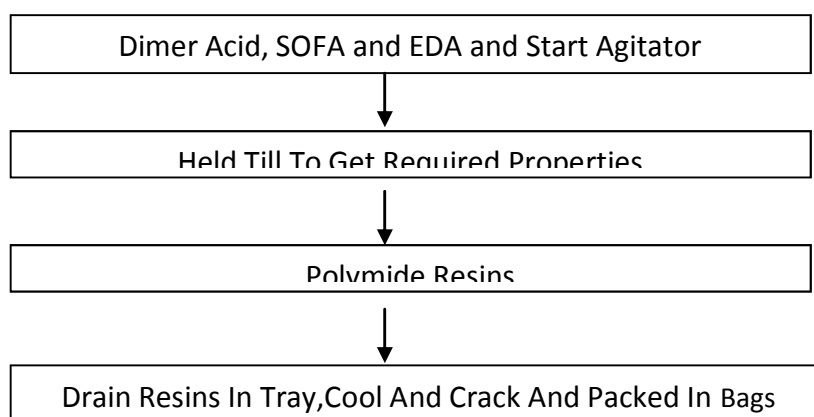 Dimer Acid, SOFA and EDA and Start Agitator
Held Till To Get Required Properties
Polymide Resins
Drain Resins In Tray,Cool And Crack And Packed In Bags